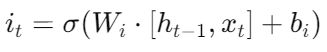 i_t = σ(W_i · [h_{t−1}, x_t] + b_i)